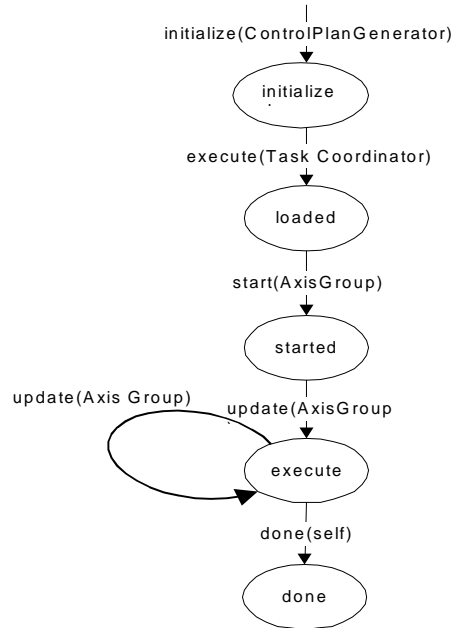 initialize(ControlPlanGenerator)
initialize
execute(Task Coordinator)
loaded
start(AxisGroup)
started
update(Axis Group)
update(AxisGroup
execute
done(self)
done